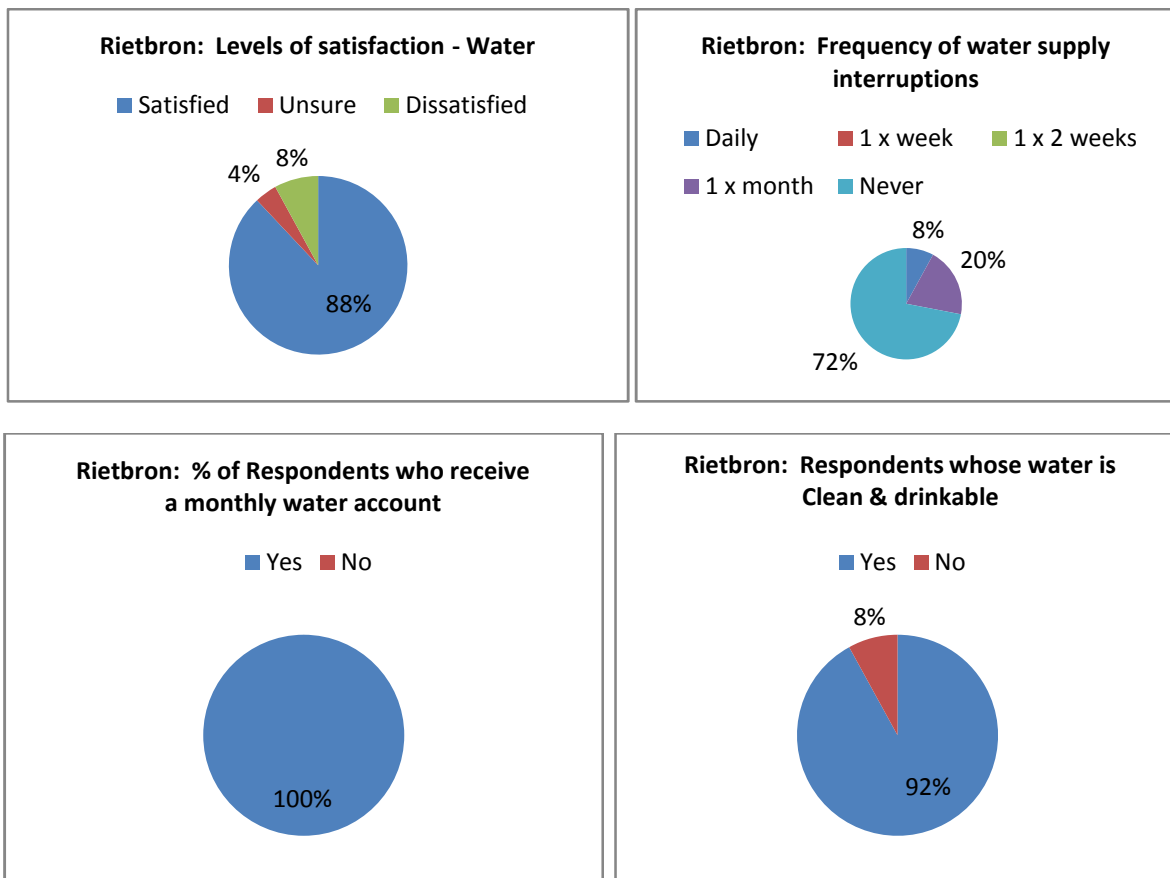 Rietbron:  Levels of satisfaction - Water
Satisfied Unsure Dissatisfied
8%
4%
88%
Rietbron:  Frequency of water supply
interruptions
Daily 1 x week 1 x 2 weeks
1 x month Never
8%
20%
72%
Rietbron:  % of Respondents who receive
a monthly water account
Yes No
100%
Rietbron:  Respondents whose water is
Clean & drinkable
Yes No
8%
92%